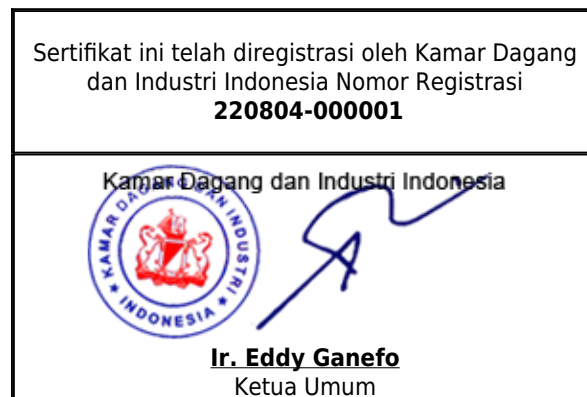 Sertifikat ini telah diregistrasi oleh Kamar Dagang
dan Industri Indonesia Nomor Registrasi
220804-000001
Kamar Dagang dan Industri Indonesia
KAMAR DAGANG DAN INDUSTRI
INDONESIA
Ir. Eddy Ganefo
Ketua Umum